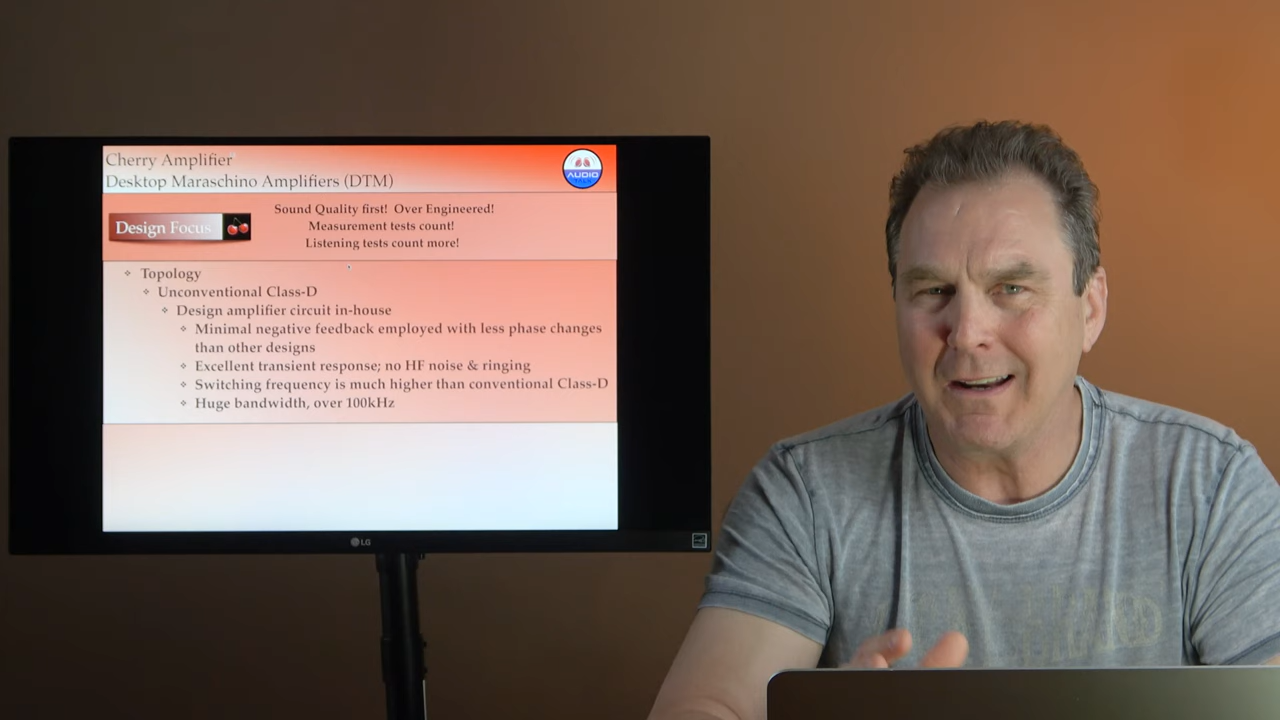 Cherry Amplifier
Desktop Maraschino Amplifiers (DTM)
AUDIO
Design Focus
Sound Quality first! Over Engineered!
Measurement tests count!
Listening tests count more!
Topology
Unconventional Class-D
Design amplifier circuit in-house
Minimal negative feedback employed with less phase changes
than other designs
Excellent transient response; no HF noise & ringing
Switching frequency is much higher than conventional Class-D
Huge bandwidth, over 100kHz
LG